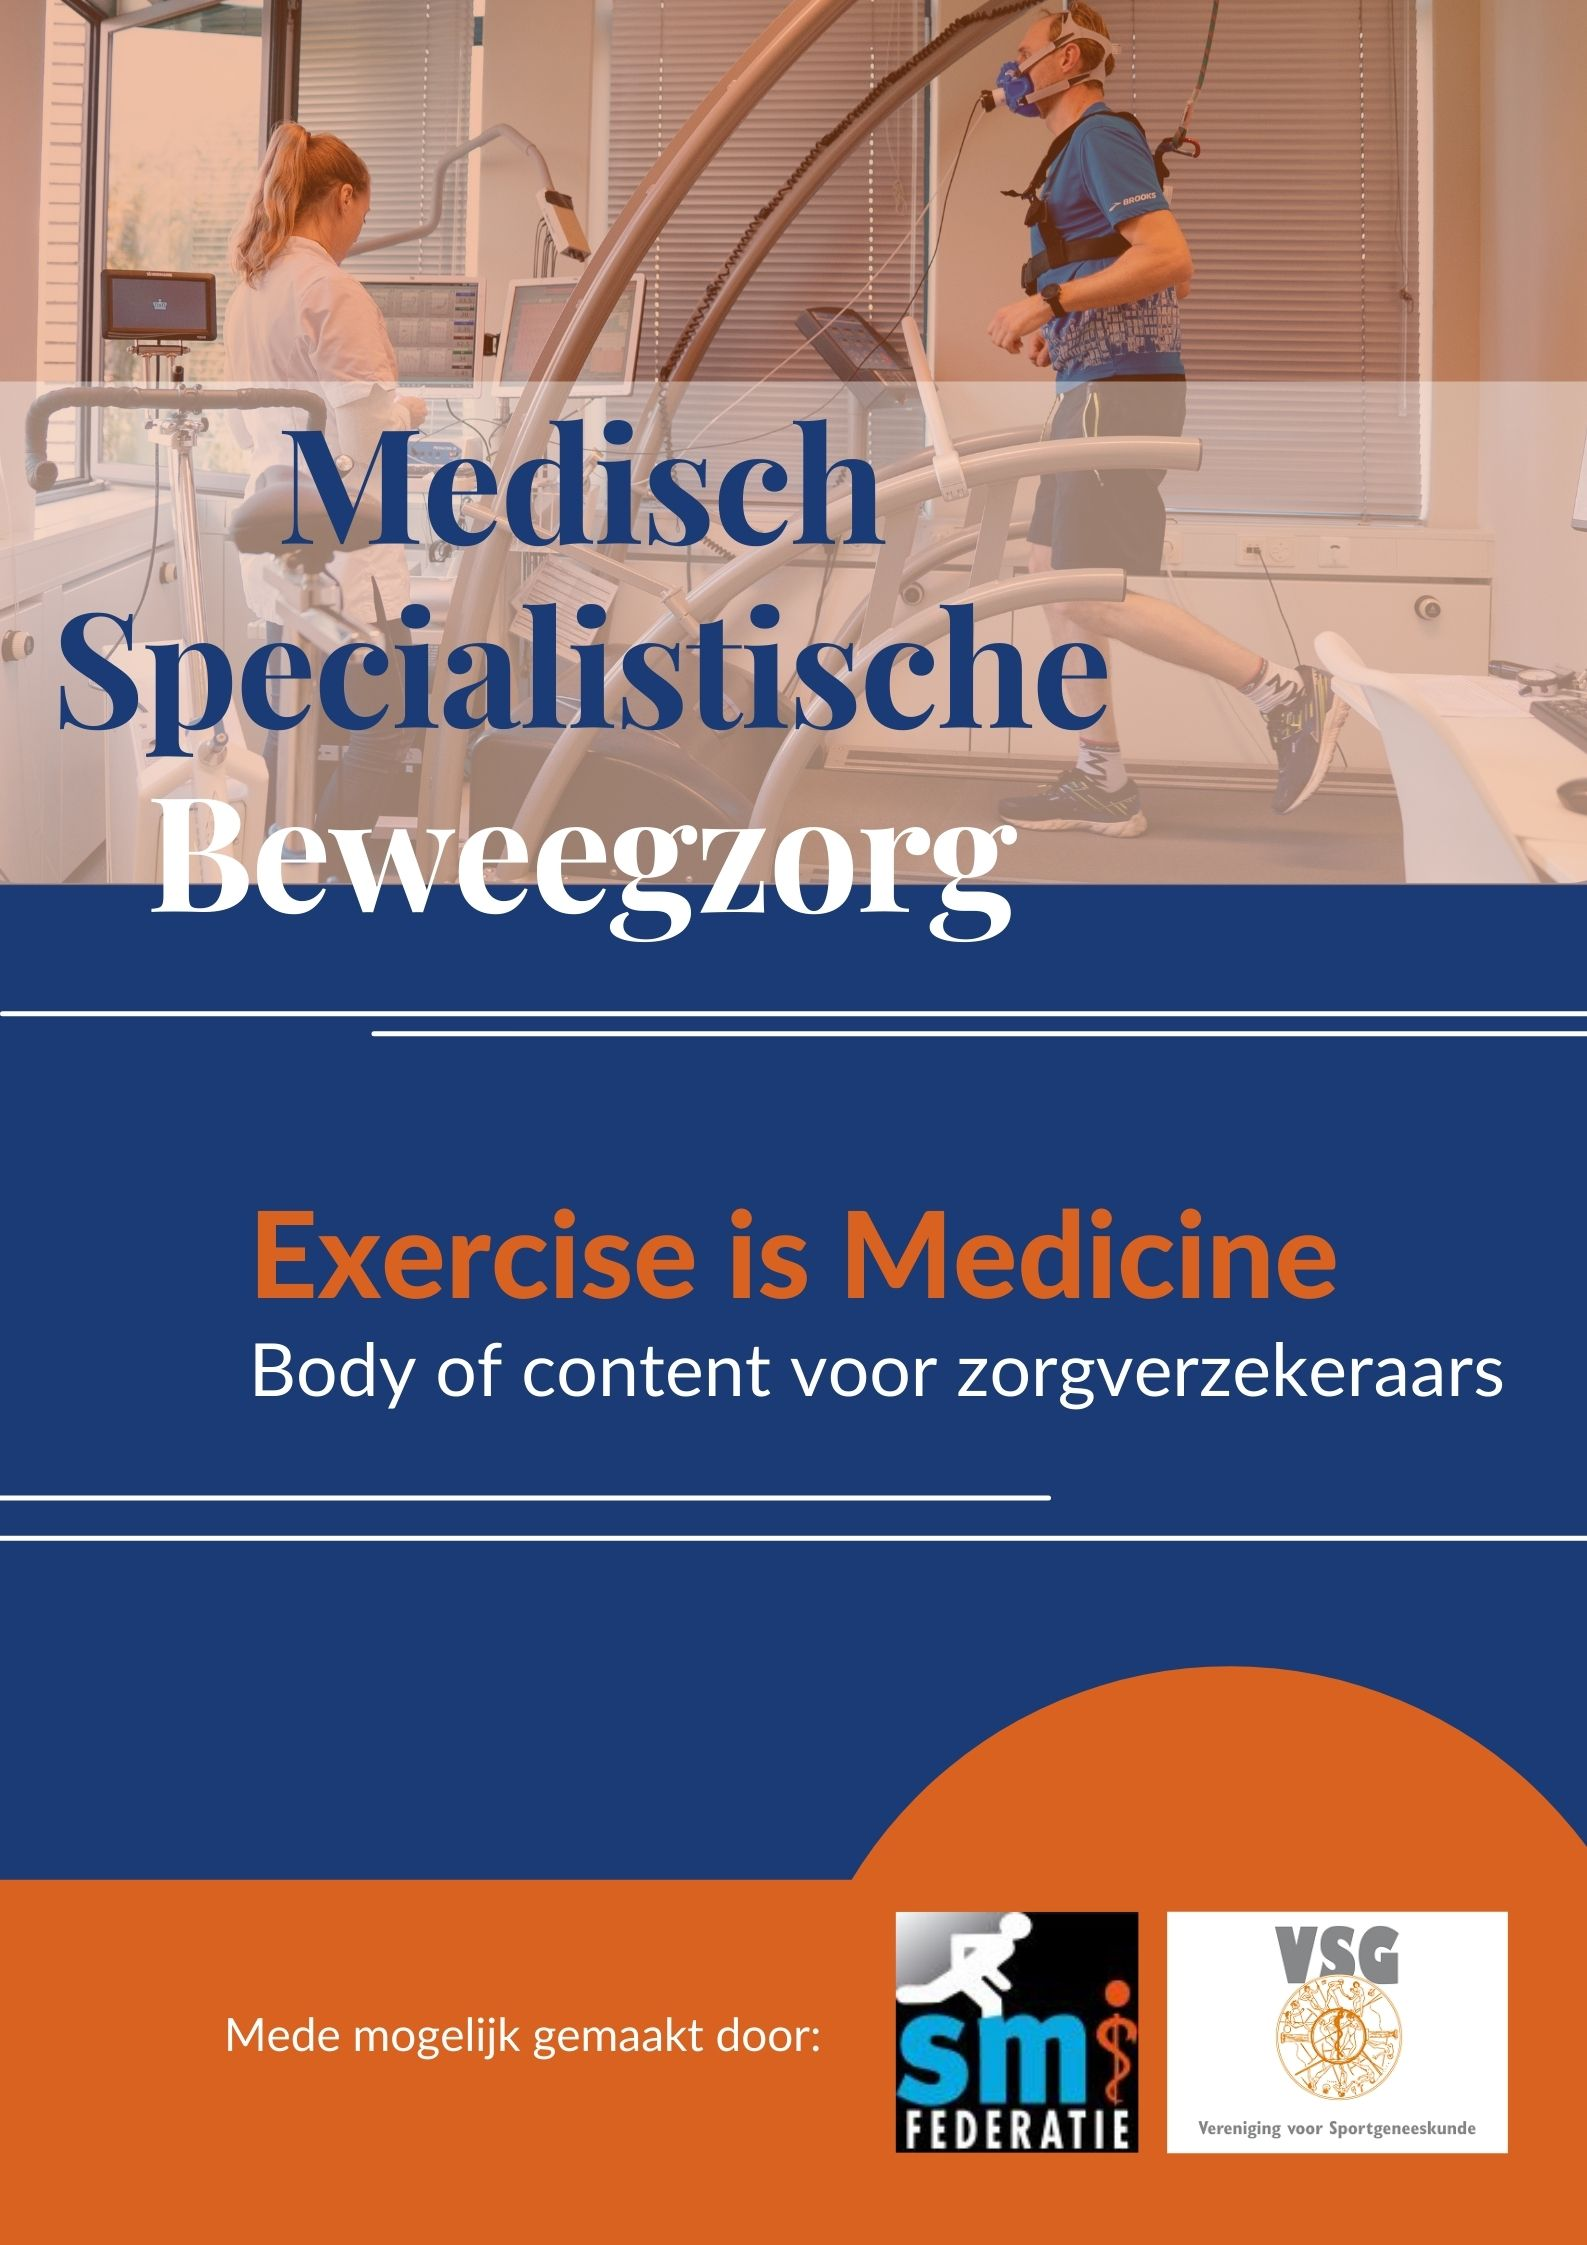 BROOKS
Medisch
Specialistische
Beweegzorg
Exercise is Medicine
Body of content voor zorgverzekeraars
Mede mogelijk gemaakt door:
smi
FEDERATIE
VSG
Vereniging voor Sportgeneeskunde